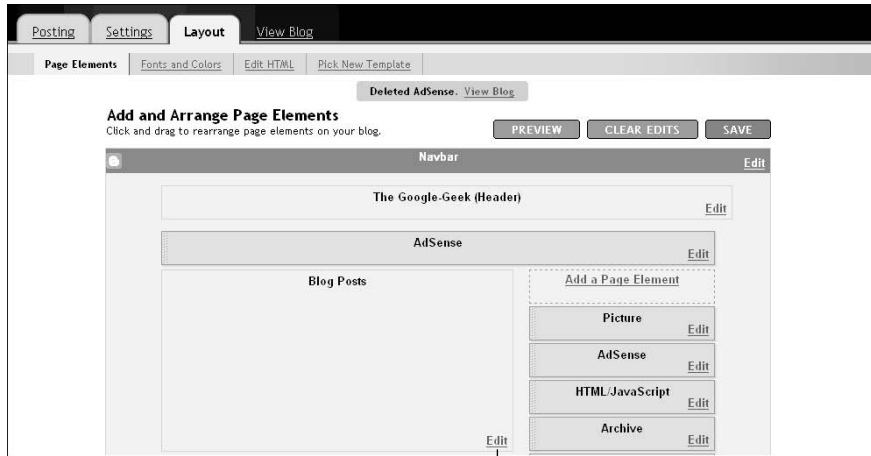 Posting Settings Layout View Blog
Page Elements Fonts and Colors Edit HTML Pick New Template
Deleted AdSense. View Blog
Add and Arrange Page Elements
Click and drag to rearrange page elements on your blog.
PREVIEW CLEAR EDITS SAVE
Navbar
Edit
The Google-Geek (Header)
Edit
AdSense
Edit
Blog Posts
Edit
Add a Page Element
Picture
Edit
AdSense
Edit
HTML/JavaScript
Edit
Archive
Edit